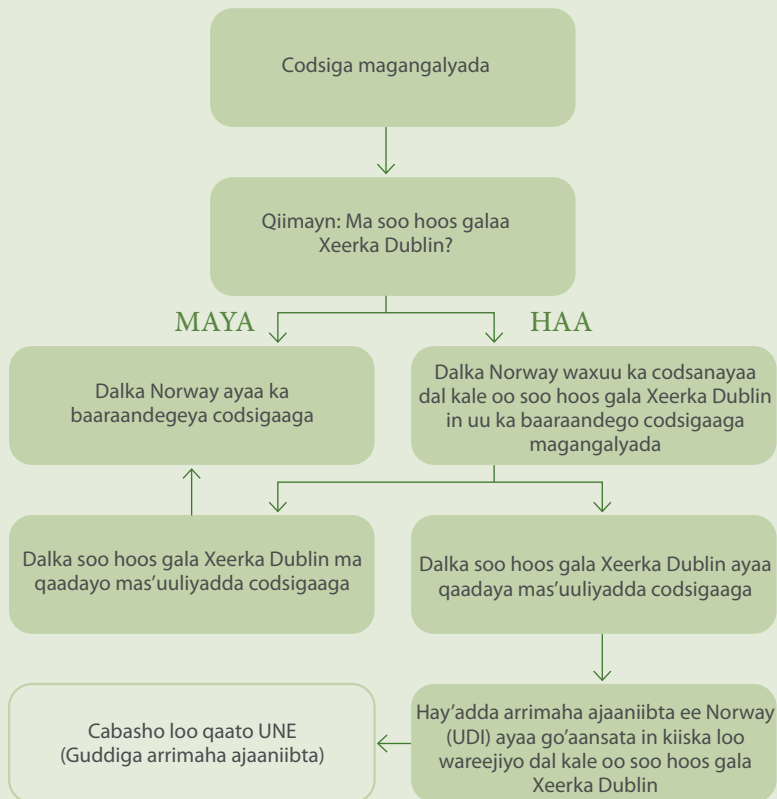 Codsiga magangalyada
Qiimayn: Ma soo hoos galaa
Xeerka Dublin?
MAYA
HAA
Dalka Norway ayaa ka
baaraandegeya codsigaaga
Dalka Norway waxuu ka codsanayaa
dal kale oo soo hoos gala Xeerka Dublin
in uu ka baaraandego codsigaaga
magangalyada
Dalka soo hoos gala Xeerka Dublin ma
qaadayo mas’uuliyadda codsigaaga
Dalka soo hoos gala Xeerka Dublin ayaa
qaadaya mas’uuliyadda codsigaaga
Cabasho loo qaato UNE
(Guddiga arrimaha ajaaniibta)
Hay’adda arrimaha ajaaniibta ee Norway
(UDI) ayaa go’aansata in kiiska loo
wareejiyo dal kale oo soo hoos gala
Xeerka Dublin